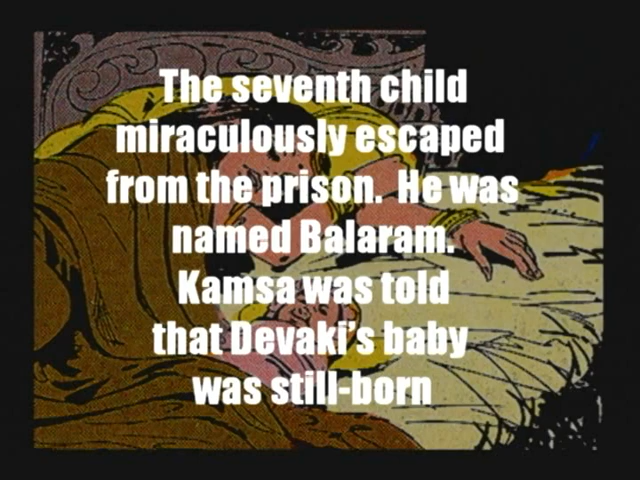 The seventh child
miraculously escaped
from the prison.  He was
named Balaram.
Kamsa was told
that Devaki's baby
was still-born